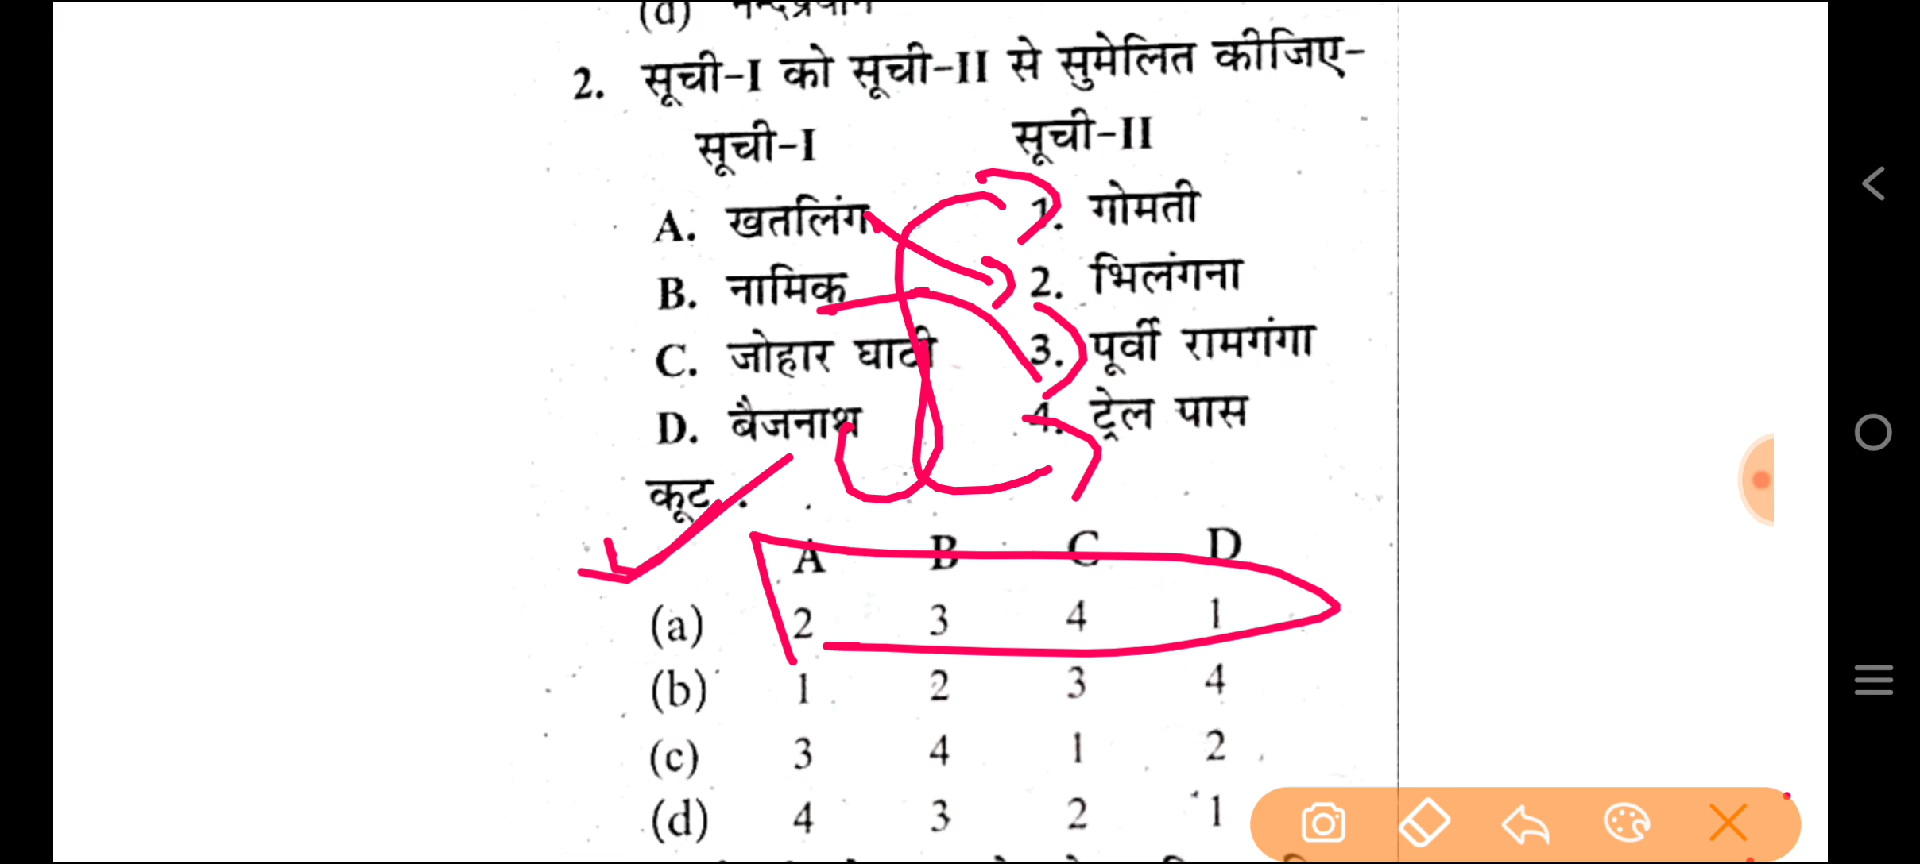 (d)
2. सूची-I को सूची-II से सुमेलित कीजिए-
सूची-I सूची-II
A. खतलिंग 1. गोमती
B. नामिक 2. भिलंगना
C. जोहार घाटी 3. पूर्वी रामगंगा
D. बैजनाथ 4. ट्रेल पास
कूट :
A B C D
(a) 2 3 4 1
(b) 1 2 3 4
(c) 3 4 1 2
(d) 4 3 2 1